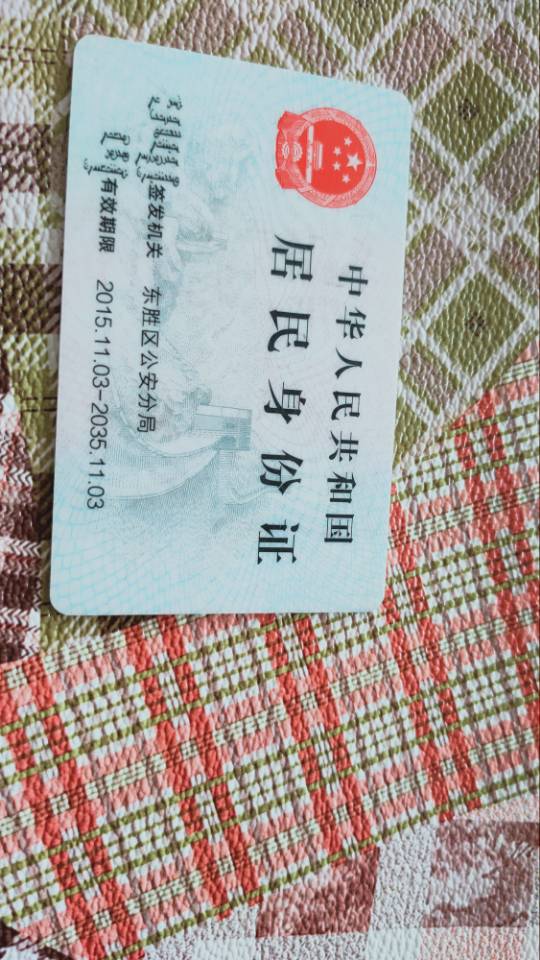 中华人民共和国
居民身份证
签发机关 东胜区公安分局
有效期限 2015.11.03-2035.11.03